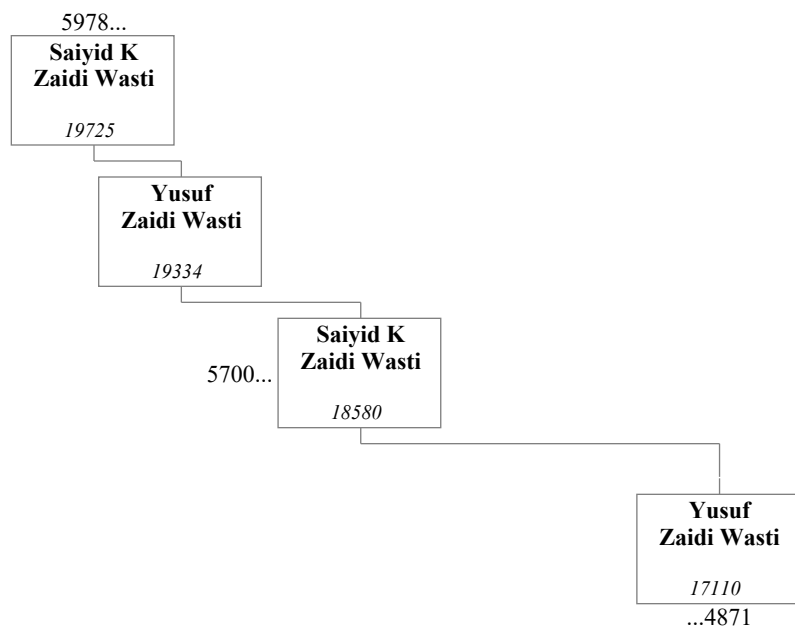 5978...
Saiyid K
Zaidi Wasti
19725
Yusuf
Zaidi Wasti
19334
Saiyid K
Zaidi Wasti
5700...
18580
Yusuf
Zaidi Wasti
17110
...4871